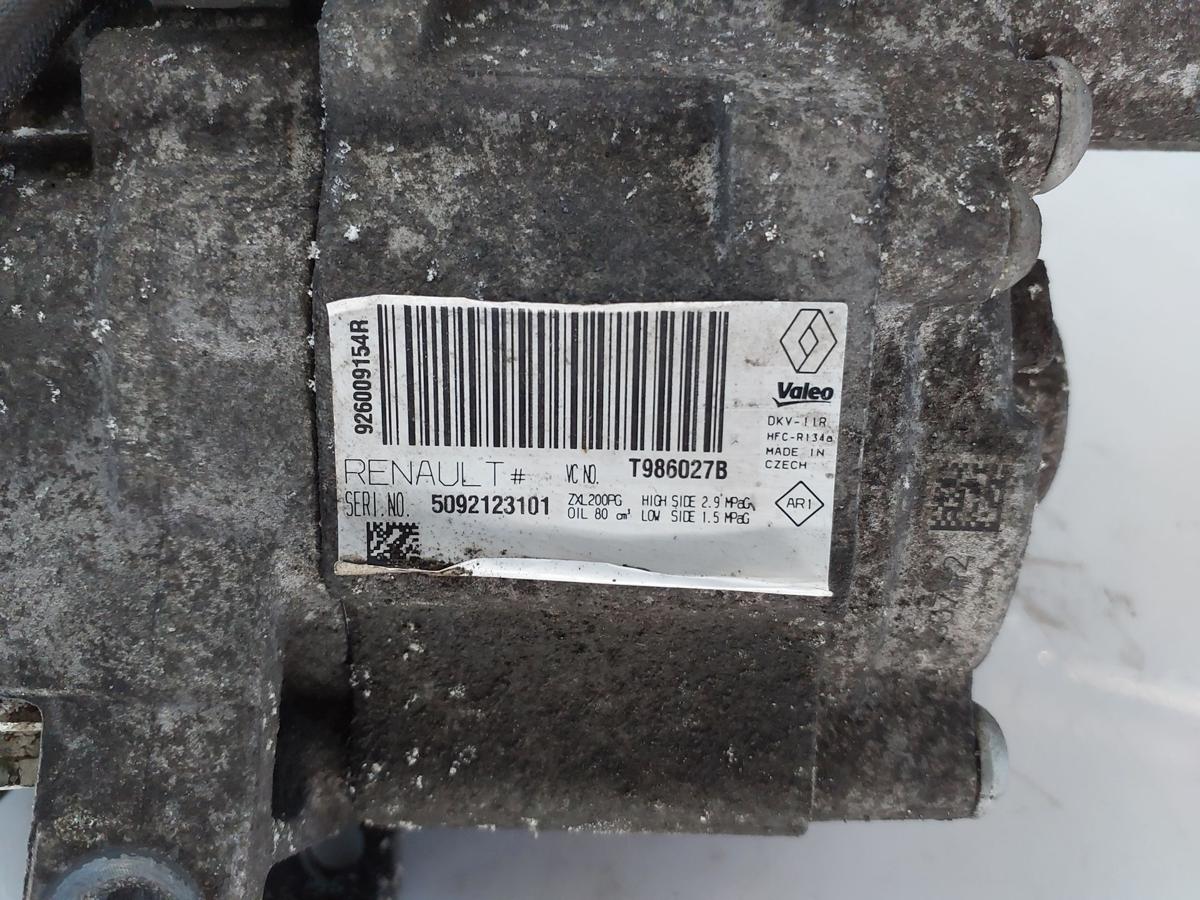 926009154R
Valeo
DKV-11R
HFC-R134a
MADE IN
CZECH
RENAULT # VC NO. T986027B
SERI.NO. 5092123101
ZXL200PG HIGH SIDE 2.9 MPaG
OIL 80 cm³ LOW SIDE 1.5 MPaG
AR1